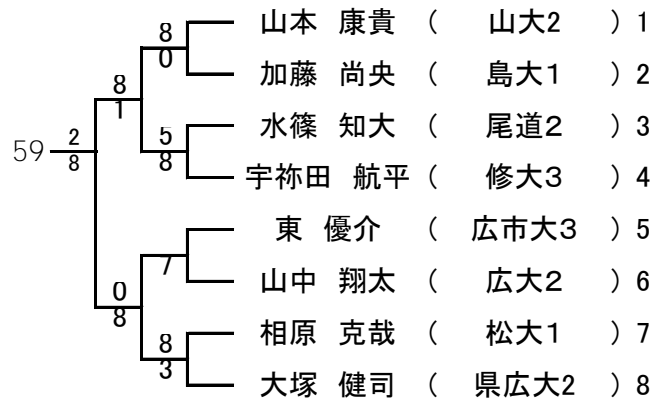 8
山本 康貴 ( 山大2 ) 1
0
加藤 尚央 ( 島大1 ) 2
8
1
水篠 知大 ( 尾道2 ) 3
5
8
宇祢田 航平 ( 修大3 ) 4
59
2
8
東 優介 ( 広市大3 ) 5
7
山中 翔太 ( 広大2 ) 6
0
8
相原 克哉 ( 松大1 ) 7
8
3
大塚 健司 ( 県広大2 ) 8